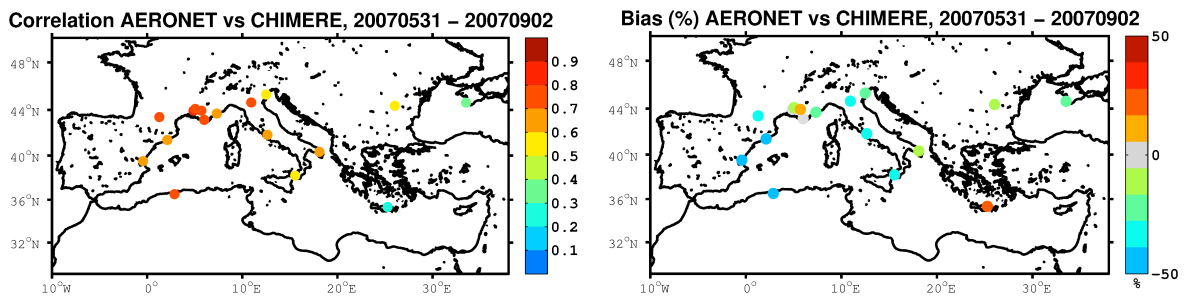 Correlation AERONET vs CHIMERE, 20070531 − 20070902
48°N
44°N
40°N
36°N
32°N
10°W
0°
10°E
20°E
30°E
0.9
0.8
0.7
0.6
0.5
0.4
0.3
0.2
0.1
Bias (%) AERONET vs CHIMERE, 20070531 − 20070902
48°N
44°N
40°N
36°N
32°N
10°W
0°
10°E
20°E
30°E
50
0
−50
%